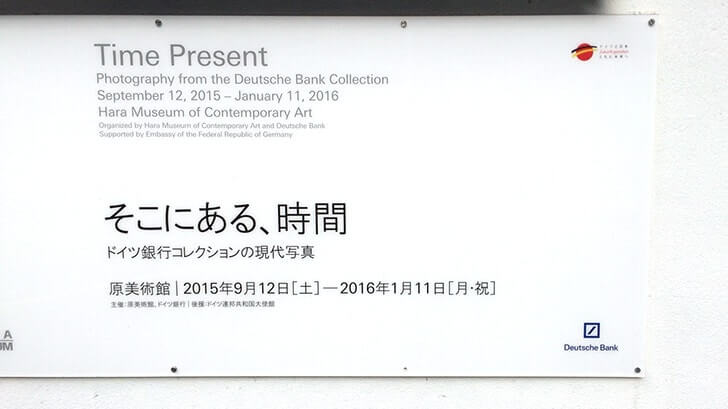 Time Present
Photography from the Deutsche Bank Collection
September 12, 2015 – January 11, 2016
Hara Museum of Contemporary Art
Organized by Hara Museum of Contemporary Art and Deutsche Bank
Supported by Embassy of the Federal Republic of Germany
そこにある、時間
ドイツ銀行コレクションの現代写真
原美術館 | 2015年9月12日[土]—2016年1月11日[月・祝]
主催：原美術館、ドイツ銀行 | 後援：ドイツ連邦共和国大使館
A
UM
Deutsche Bank